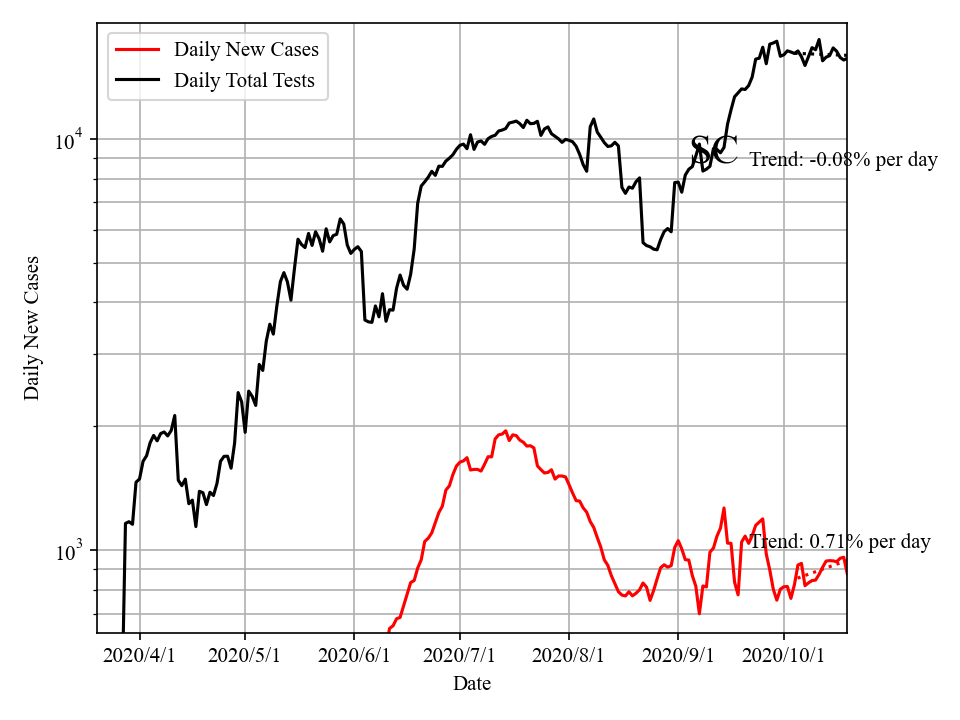 Daily New Cases
Daily Total Tests
10^4
SC
Trend: -0.08% per day
Daily New Cases
10^3
Trend: 0.71% per day
2020/4/1 2020/5/1 2020/6/1 2020/7/1 2020/8/1 2020/9/1 2020/10/1
Date